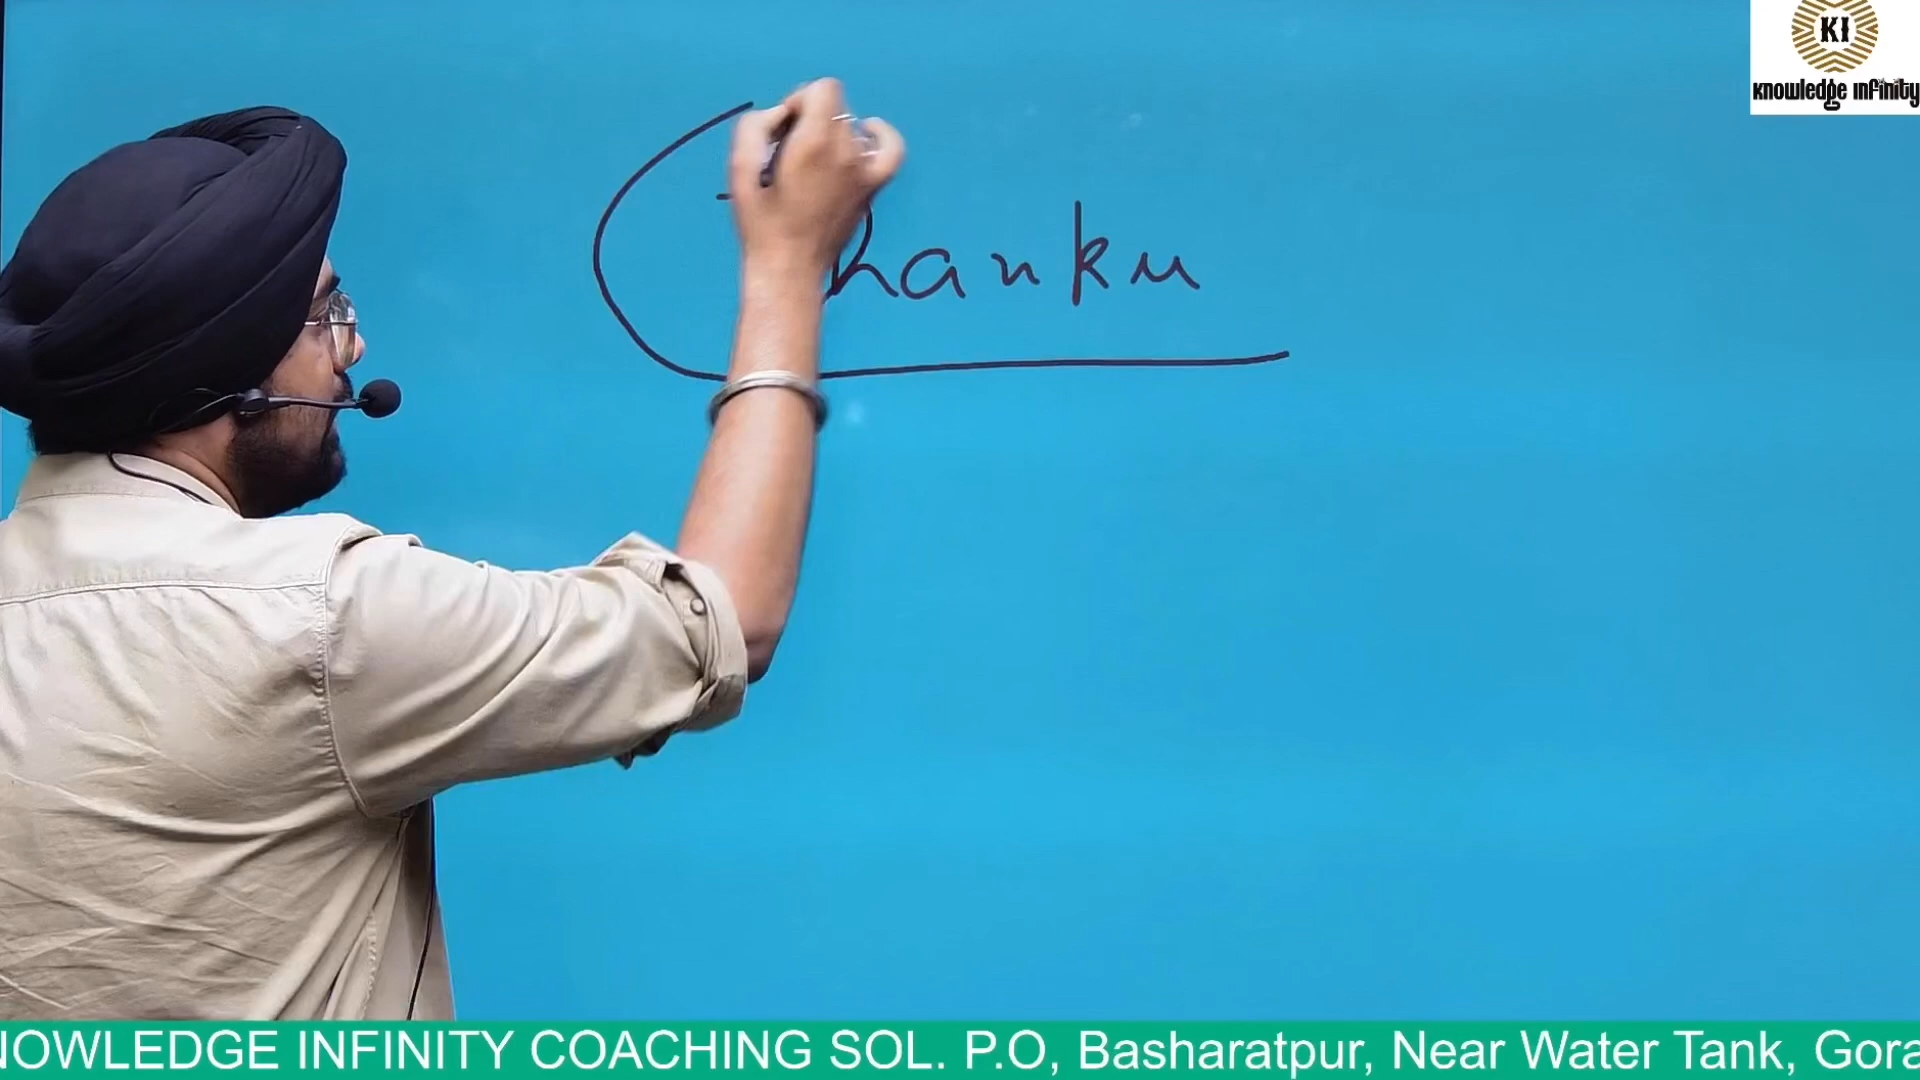 KI
knowledge infinity
hanku
NOWLEDGE INFINITY COACHING SOL. P.O, Basharatpur, Near Water Tank, Gora